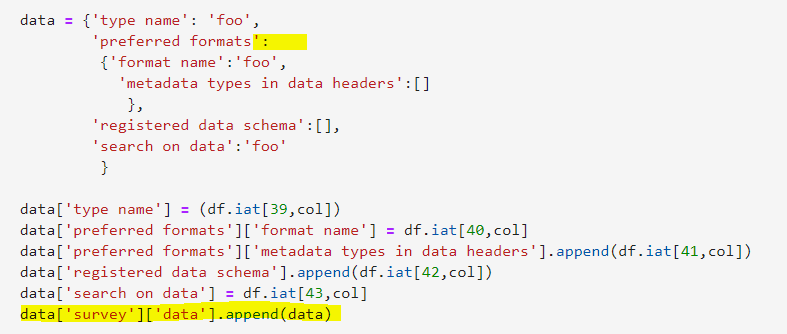 data = {'type name': 'foo',
'preferred formats':
{'format name':'foo',
'metadata types in data headers':[]
},
'registered data schema':[],
'search on data':'foo'
}
data['type name'] = (df.iat[39,col])
data['preferred formats']['format name'] = df.iat[40,col]
data['preferred formats']['metadata types in data headers'].append(df.iat[41,col])
data['registered data schema'].append(df.iat[42,col])
data['search on data'] = df.iat[43,col]
data['survey']['data'].append(data)